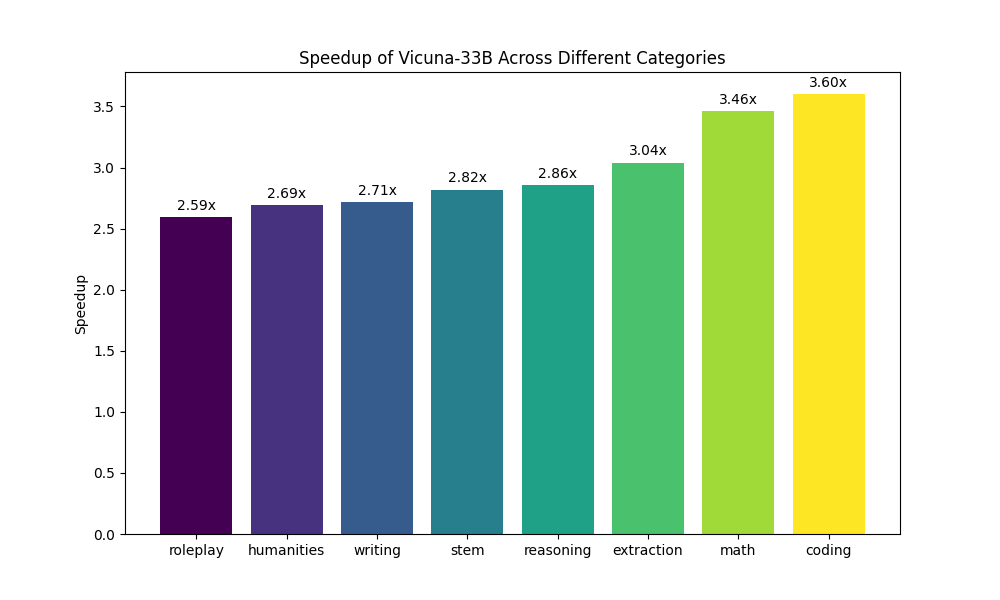 Speedup of Vicuna-33B Across Different Categories
Speedup
3.5
3.0
2.5
2.0
1.5
1.0
0.5
0.0
2.59x
2.69x
2.71x
2.82x
2.86x
3.04x
3.46x
3.60x
roleplay
humanities
writing
stem
reasoning
extraction
math
coding